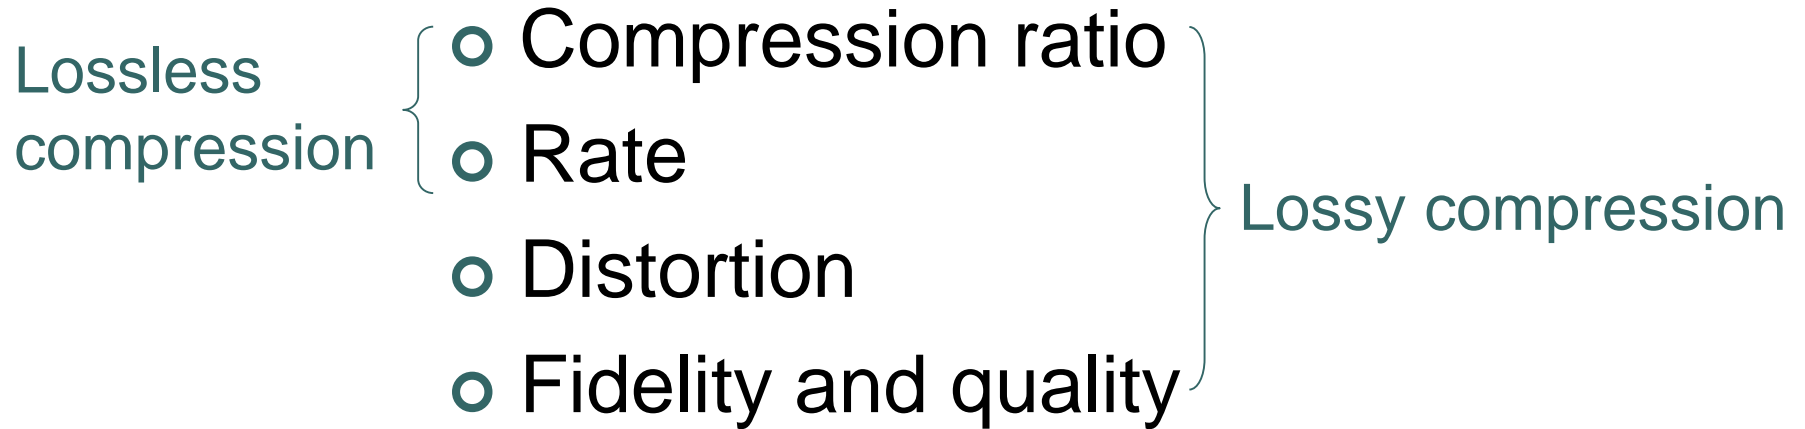 Lossless
compression
Compression ratio
Rate
Distortion
Fidelity and quality
Lossy compression